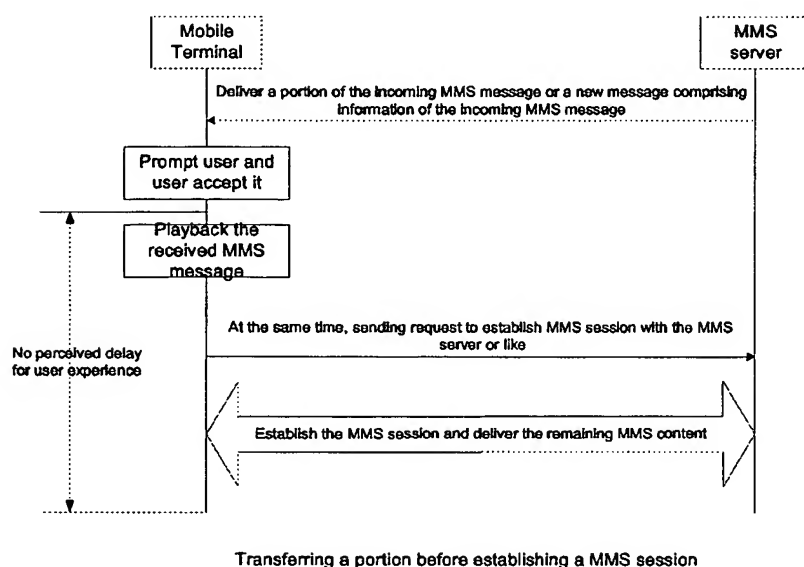 Mobile
Terminal
MMS
server
Deliver a portion of the incoming MMS message or a new message comprising
information of the incoming MMS message
Prompt user and
user accept it
Playback the
received MMS
message
At the same time, sending request to establish MMS session with the MMS
server or like
No perceived delay
for user experience
Establish the MMS session and deliver the remaining MMS content
Transferring a portion before establishing a MMS session